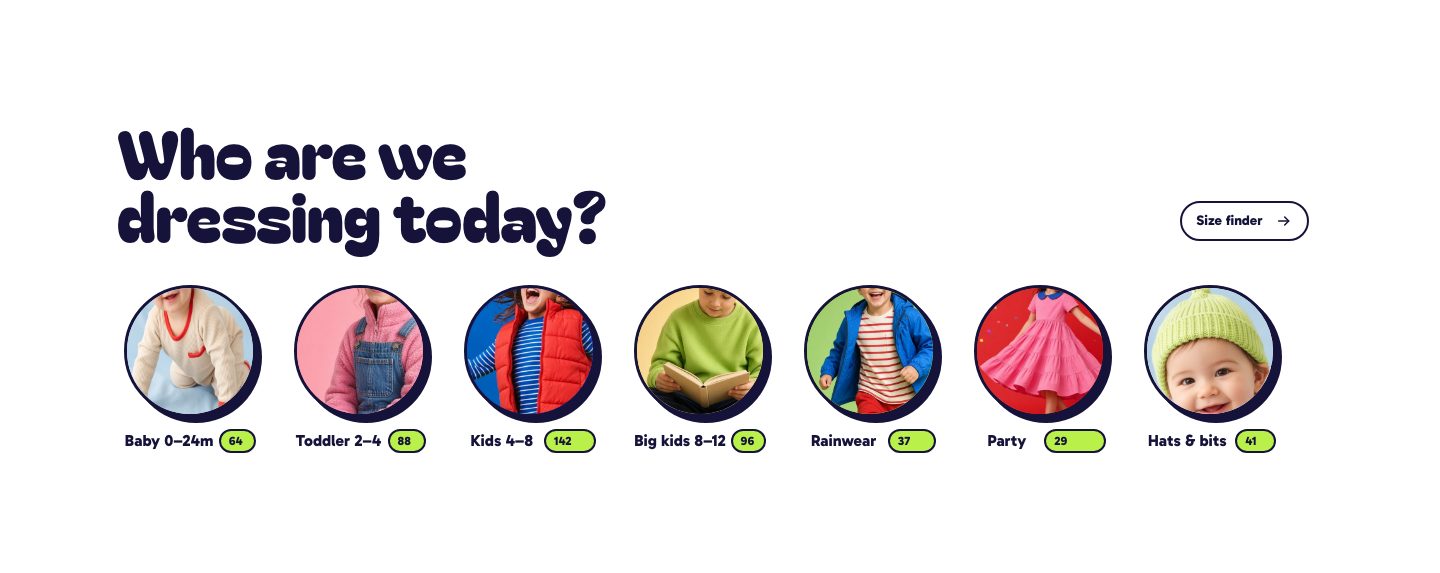 Who are we
dressing today?
Size finder →
Baby 0–24m 64
Toddler 2–4 88
Kids 4–8 142
Big kids 8–12 96
Rainwear 37
Party 29
Hats & bits 41